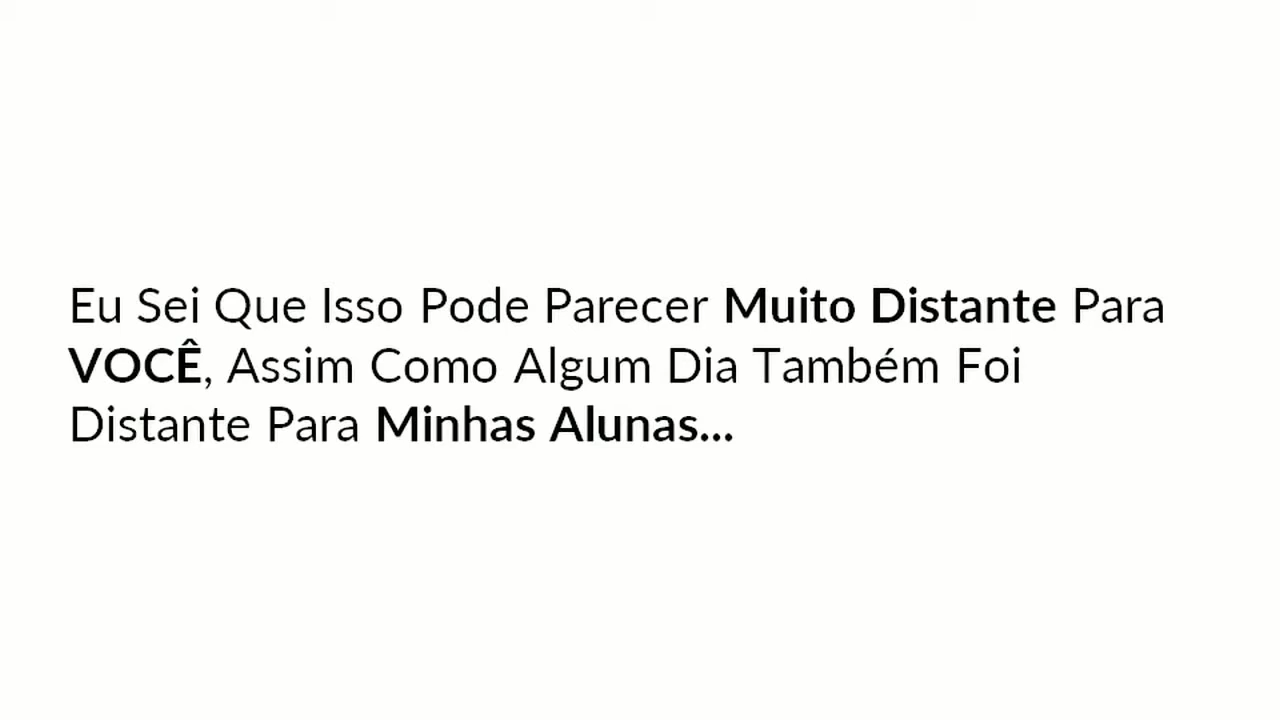 Eu Sei Que Isso Pode Parecer Muito Distante Para
VOCÊ, Assim Como Algum Dia Também Foi
Distante Para Minhas Alunas...